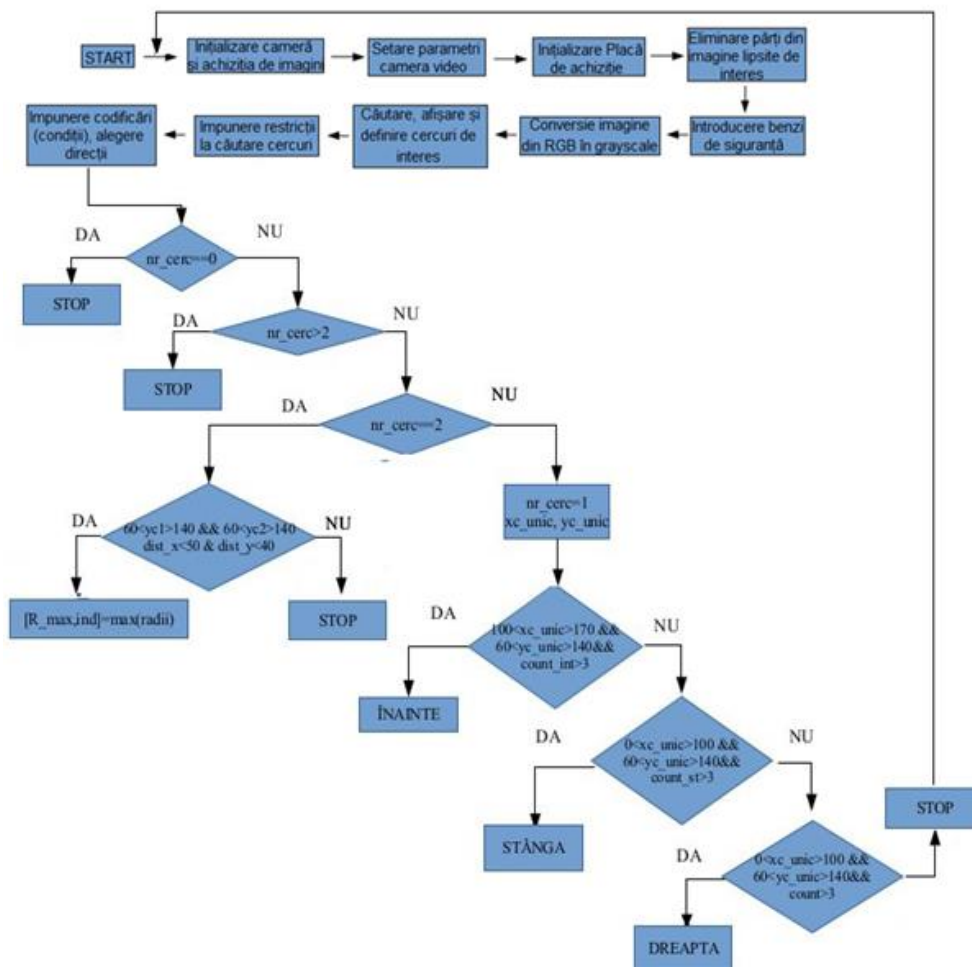 START
Inițializare cameră
și achiziția de imagini
Setare parametri
camera video
Inițializare Placă
de achiziție
Eliminare părți din
imagine lipsite de
interes
Introducere benzi
de siguranță
Conversie imagine
din RGB în grayscale
Căutare, afișare și
definire cercuri de
interes
Impunere restricții
la căutare cercuri
Impunere codificări
(condiții), alegere
direcții
DA
NU
nr_cerc==0
STOP
DA
NU
nr_cerc>2
STOP
DA
NU
nr_cerc==2
DA
60<yc1>140 && 60<yc2>140
dist_x<50 & dist_y<40
NU
[R_max,ind]=max(radii)
STOP
nr_cerc=1
xc_unic, yc_unic
DA
NU
100<xc_unic>170 &&
60<yc_unic>140&&
count_int>3
ÎNAINTE
DA
NU
0<xc_unic>100 &&
60<yc_unic>140&&
count_st>3
STÂNGA
STOP
DA
0<xc_unic>100 &&
60<yc_unic>140&&
count>3
DREAPTA